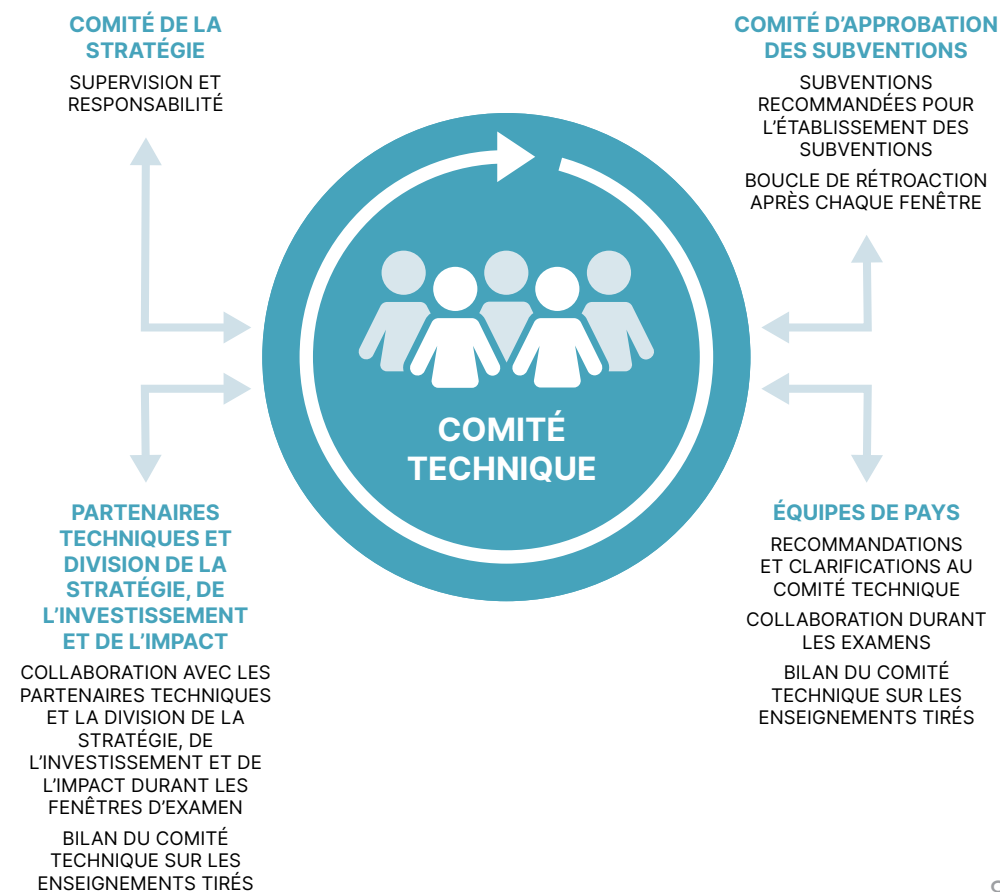 COMITÉ DE LA
STRATÉGIE
SUPERVISION ET
RESPONSABILITÉ
COMITÉ D’APPROBATION
DES SUBVENTIONS
SUBVENTIONS
RECOMMANDÉES POUR
L’ÉTABLISSEMENT DES
SUBVENTIONS
BOUCLE DE RÉTROACTION
APRÈS CHAQUE FENÊTRE
COMITÉ
TECHNIQUE
PARTENAIRES
TECHNIQUES ET
DIVISION DE LA
STRATÉGIE, DE
L’INVESTISSEMENT
ET DE L’IMPACT
COLLABORATION AVEC LES
PARTENAIRES TECHNIQUES
ET LA DIVISION DE LA
STRATÉGIE, DE
L’INVESTISSEMENT ET DE
L’IMPACT DURANT LES
FENÊTRES D’EXAMEN
BILAN DU COMITÉ
TECHNIQUE SUR LES
ENSEIGNEMENTS TIRÉS
ÉQUIPES DE PAYS
RECOMMANDATIONS
ET CLARIFICATIONS AU
COMITÉ TECHNIQUE
COLLABORATION DURANT
LES EXAMENS
BILAN DU COMITÉ
TECHNIQUE SUR LES
ENSEIGNEMENTS TIRÉS